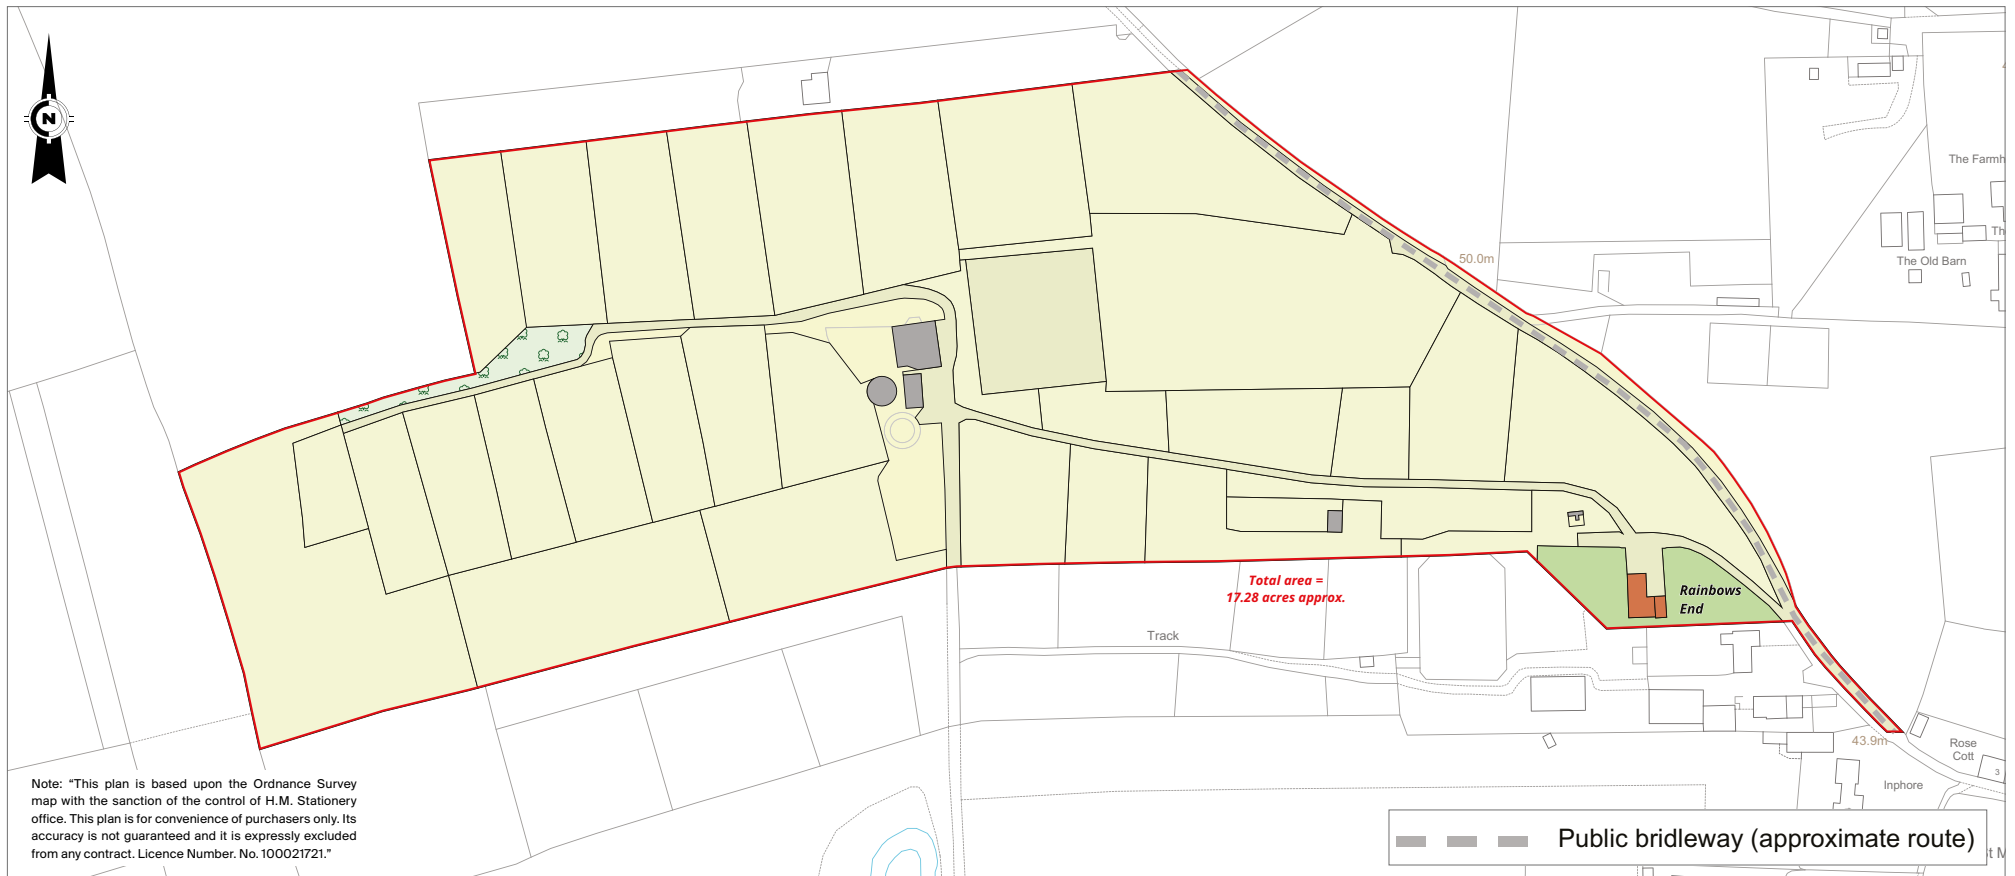 N
The Farmh
Th
The Old Barn
50.0m
Total area =
17.28 acres approx.
Rainbows
End
Track
43.9m
Rose
Cott
3
Inphore
Note: “This plan is based upon the Ordnance Survey
map with the sanction of the control of H.M. Stationery
office. This plan is for convenience of purchasers only. Its
accuracy is not guaranteed and it is expressly excluded
from any contract. Licence Number. No. 100021721.”
Public bridleway (approximate route)
t M